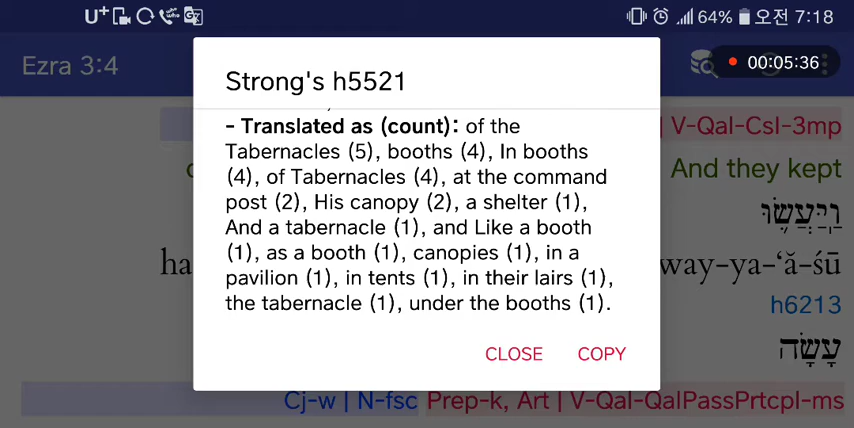 U+ 64% 오전 7:18
Ezra 3:4 00:05:36
Strong's h5521
- Translated as (count): of the
Tabernacles (5), booths (4), In booths
(4), of Tabernacles (4), at the command
post (2), His canopy (2), a shelter (1),
And a tabernacle (1), and Like a booth
(1), as a booth (1), canopies (1), in a
pavilion (1), in tents (1), in their lairs (1),
the tabernacle (1), under the booths (1).
CLOSE COPY
| V-Qal-CsI-3mp
And they kept
וַיַּעֲשׂ֥וּ
ha way-ya-‘ă-śū
h6213
עָשָׂה
Cj-w | N-fsc Prep-k, Art | V-Qal-QalPassPrtcpl-ms